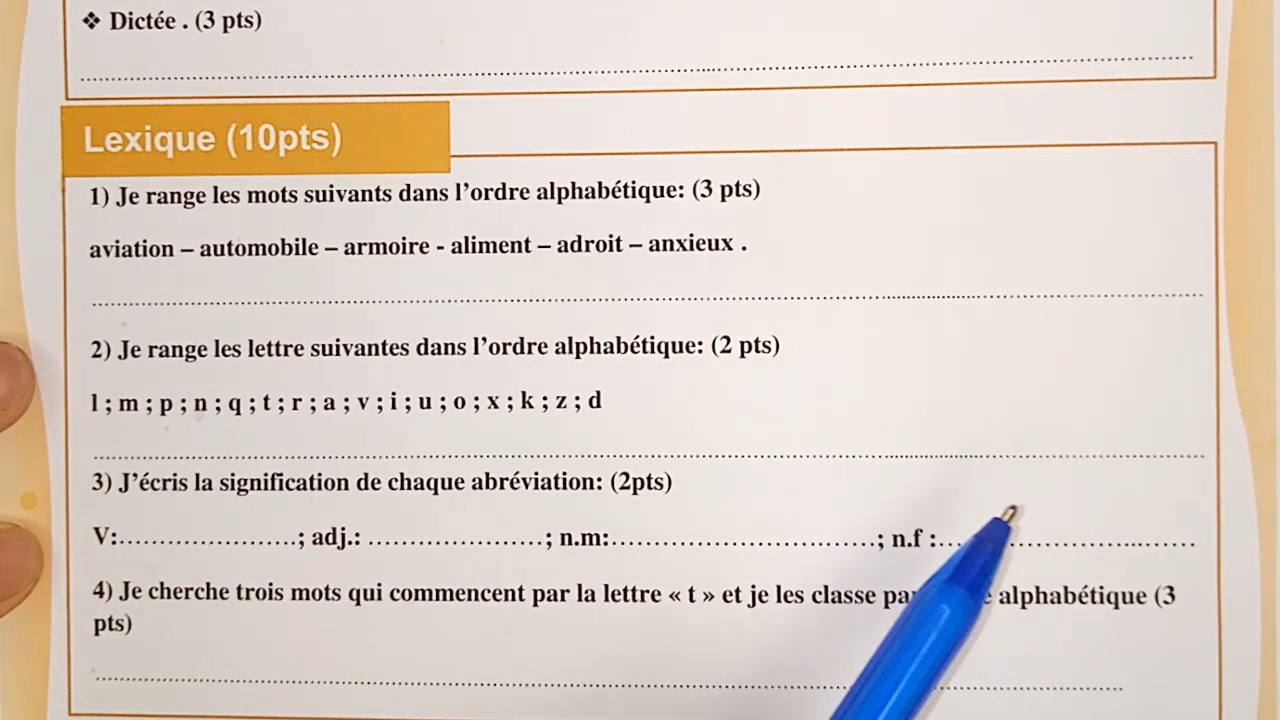 ❖ Dictée . (3 pts)
Lexique (10pts)
1) Je range les mots suivants dans l’ordre alphabétique: (3 pts)
aviation – automobile – armoire - aliment – adroit – anxieux .
2) Je range les lettre suivantes dans l’ordre alphabétique: (2 pts)
l ; m ; p ; n ; q ; t ; r ; a ; v ; i ; u ; o ; x ; k ; z ; d
3) J’écris la signification de chaque abréviation: (2pts)
V:......................; adj.: ......................; n.m:.................................; n.f :.................................
4) Je cherche trois mots qui commencent par la lettre « t » et je les classe alphabétique (3
pts)